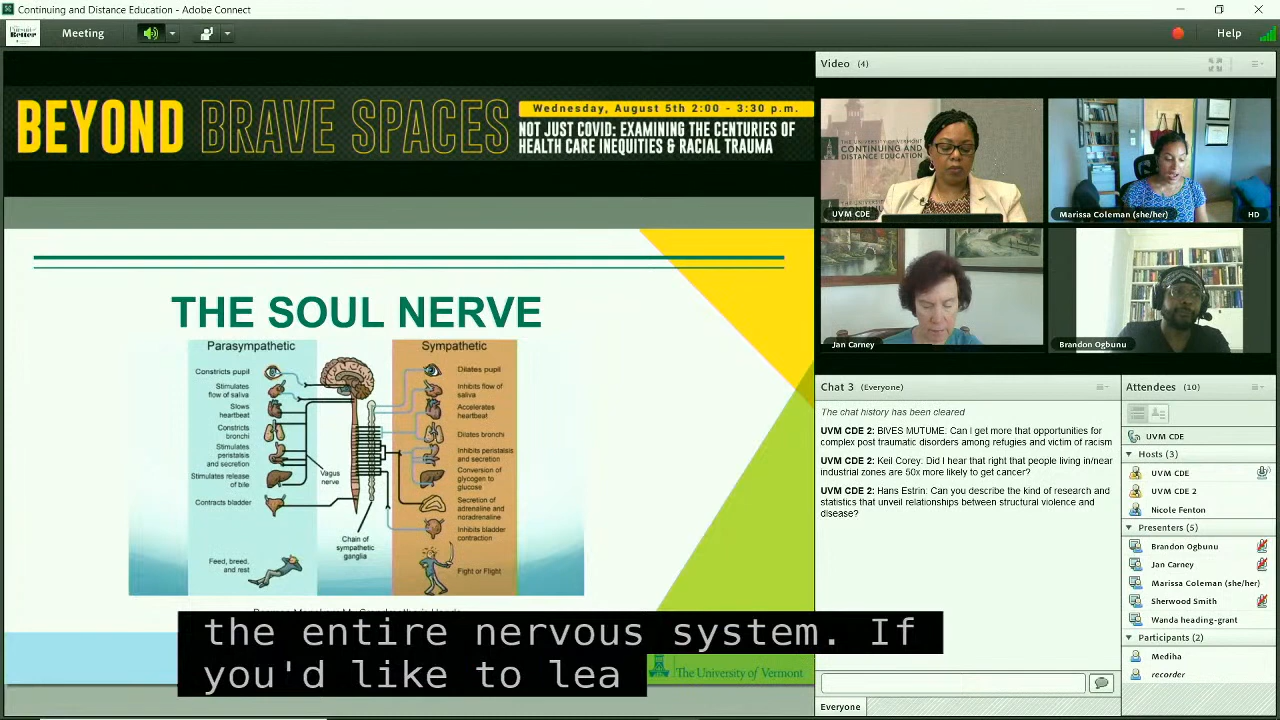 Continuing and Distance Education - Adobe Connect
Meeting
Help
BEYOND BRAVE SPACES
Wednesday, August 5th 2:00 - 3:30 p.m.
NOT JUST COVID: EXAMINING THE CENTURIES OF
HEALTH CARE INEQUITIES & RACIAL TRAUMA
THE SOUL NERVE
Parasympathetic
Sympathetic
Constricts pupil
Stimulates
flow of saliva
Slows
heartbeat
Constricts
bronchi
Stimulates
peristalsis
and secretion
Stimulates release
of bile
Contracts bladder
Feed, breed,
and rest
Vagus
nerve
Chain of
sympathetic
ganglia
Dilates pupil
Inhibits flow of
saliva
Accelerates
heartbeat
Dilates bronchi
Inhibits peristalsis
and secretion
Conversion of
glycogen to
glucose
Secretion of
adrenaline and
noradrenaline
Inhibits bladder
contraction
Fight or Flight
the entire nervous system. If
you'd like to lea
The University of Vermont
Video (4)
THE UNIVERSITY OF VERMONT
CONTINUING AND
DISTANCE EDUCATION
UVM CDE
Marissa Coleman (she/her)
HD
Jan Carney
Brandon Ogbunu
Chat 3 (Everyone)
The chat history has been cleared
UVM CDE 2: BIVES MUTUME: Can I get more that opportunities for
complex post traumatic disorders among refugies and victim of racism
UVM CDE 2: Keil Corey: Did I hear that right that people living in/near
industrial zones are 50x more likely to get cancer?
UVM CDE 2: Hans Estrin: Can you describe the kind of research and
statistics that unveil relationships between structural violence and
disease?
Everyone
Attendees (10)
UVM CDE
Hosts (3)
UVM CDE
UVM CDE 2
Nicole Fenton
Presenters (5)
Brandon Ogbunu
Jan Carney
Marissa Coleman (she/her)
Sherwood Smith
Wanda heading-grant
Participants (2)
Mediha
recorder